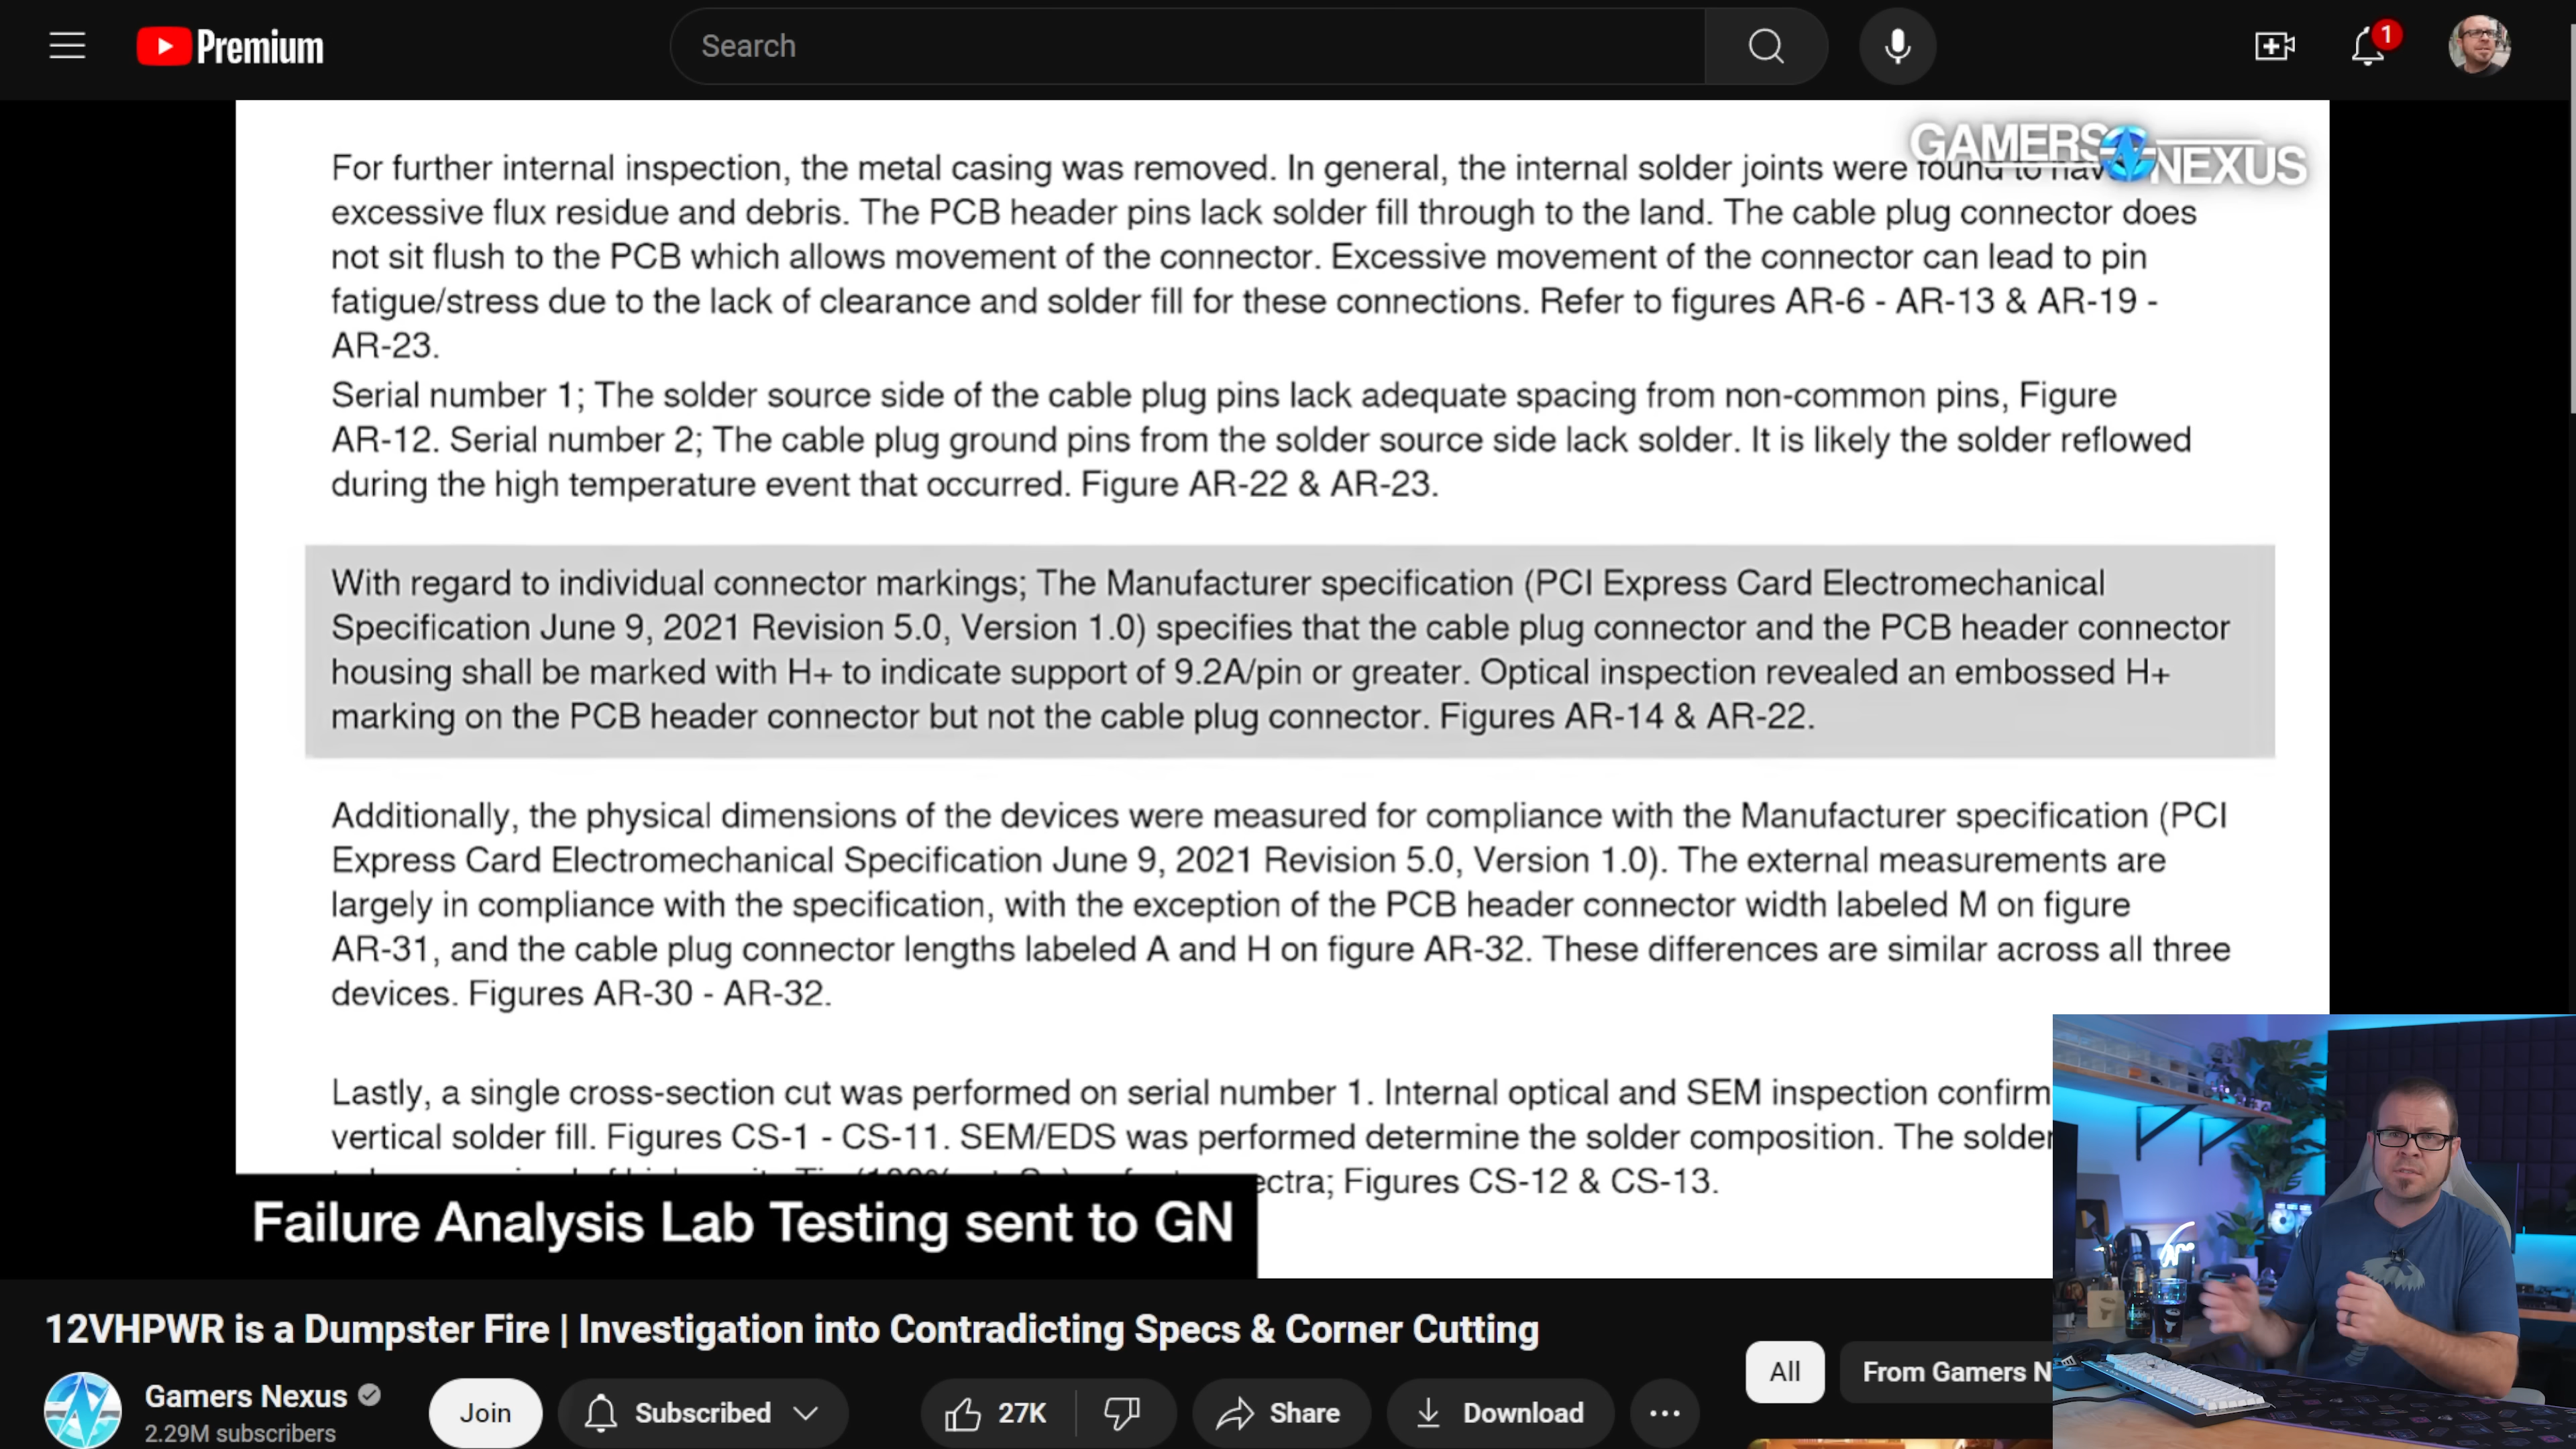 Premium
Search
1
GAMERS NEXUS
For further internal inspection, the metal casing was removed. In general, the internal solder joints were found to have
excessive flux residue and debris. The PCB header pins lack solder fill through to the land. The cable plug connector does
not sit flush to the PCB which allows movement of the connector. Excessive movement of the connector can lead to pin
fatigue/stress due to the lack of clearance and solder fill for these connections. Refer to figures AR-6 - AR-13 & AR-19 -
AR-23.
Serial number 1; The solder source side of the cable plug pins lack adequate spacing from non-common pins, Figure
AR-12. Serial number 2; The cable plug ground pins from the solder source side lack solder. It is likely the solder reflowed
during the high temperature event that occurred. Figure AR-22 & AR-23.
With regard to individual connector markings; The Manufacturer specification (PCI Express Card Electromechanical
Specification June 9, 2021 Revision 5.0, Version 1.0) specifies that the cable plug connector and the PCB header connector
housing shall be marked with H+ to indicate support of 9.2A/pin or greater. Optical inspection revealed an embossed H+
marking on the PCB header connector but not the cable plug connector. Figures AR-14 & AR-22.
Additionally, the physical dimensions of the devices were measured for compliance with the Manufacturer specification (PCI
Express Card Electromechanical Specification June 9, 2021 Revision 5.0, Version 1.0). The external measurements are
largely in compliance with the specification, with the exception of the PCB header connector width labeled M on figure
AR-31, and the cable plug connector lengths labeled A and H on figure AR-32. These differences are similar across all three
devices. Figures AR-30 - AR-32.
Lastly, a single cross-section cut was performed on serial number 1. Internal optical and SEM inspection confirm
vertical solder fill. Figures CS-1 - CS-11. SEM/EDS was performed determine the solder composition. The solder
ectra; Figures CS-12 & CS-13.
Failure Analysis Lab Testing sent to GN
12VHPWR is a Dumpster Fire | Investigation into Contradicting Specs & Corner Cutting
Gamers Nexus
2.29M subscribers
Join
Subscribed
27K
Share
Download
All
From Gamers N